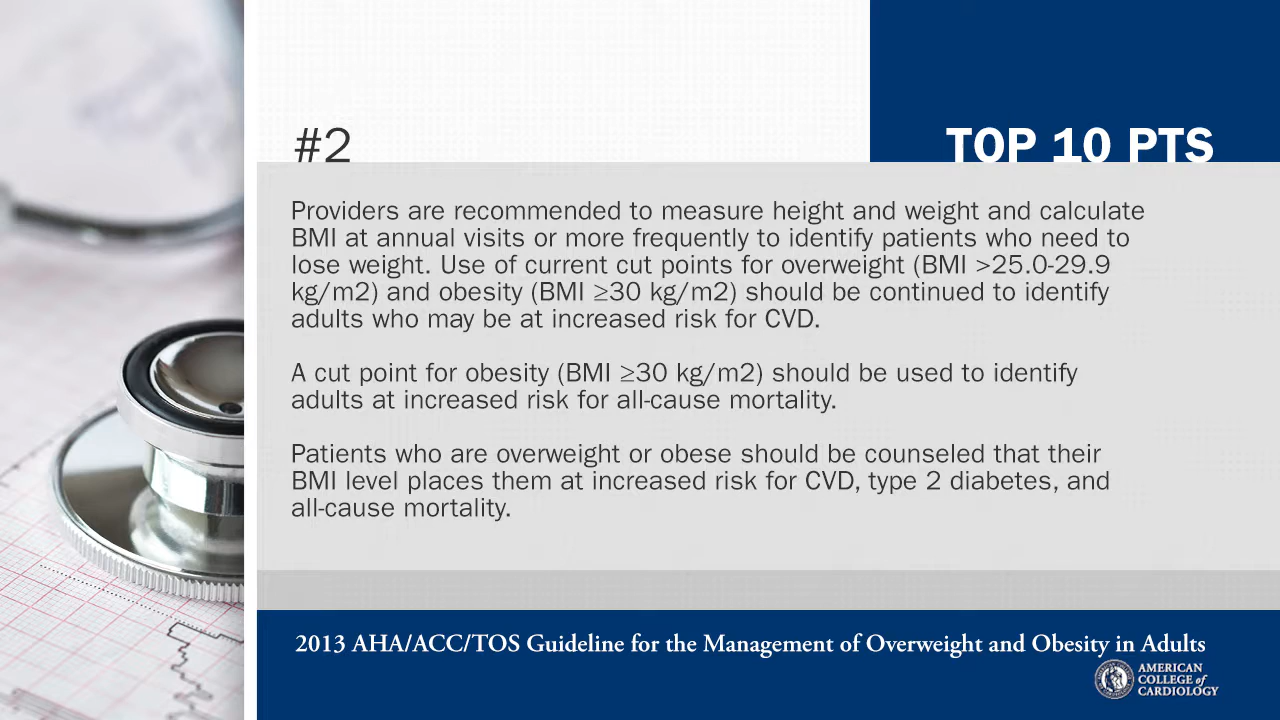 #2
TOP 10 PTS
Providers are recommended to measure height and weight and calculate
BMI at annual visits or more frequently to identify patients who need to
lose weight. Use of current cut points for overweight (BMI >25.0-29.9
kg/m2) and obesity (BMI ≥30 kg/m2) should be continued to identify
adults who may be at increased risk for CVD.
A cut point for obesity (BMI ≥30 kg/m2) should be used to identify
adults at increased risk for all-cause mortality.
Patients who are overweight or obese should be counseled that their
BMI level places them at increased risk for CVD, type 2 diabetes, and
all-cause mortality.
2013 AHA/ACC/TOS Guideline for the Management of Overweight and Obesity in Adults
AMERICAN
COLLEGE of
CARDIOLOGY